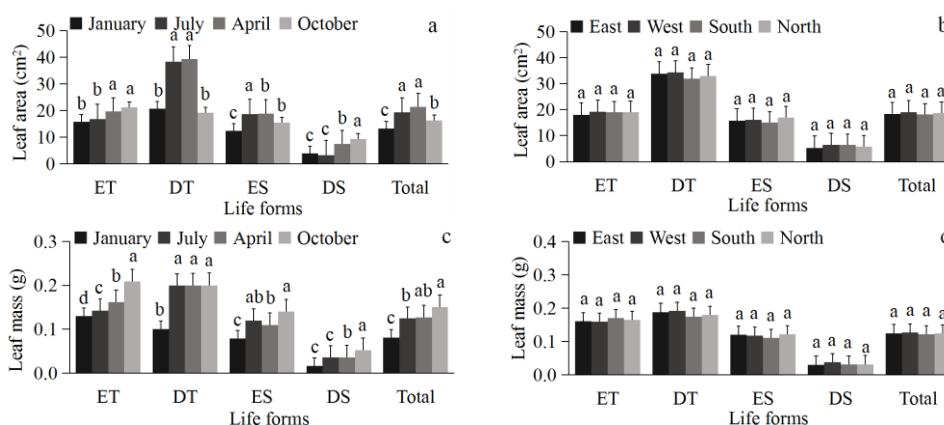 January July April October a
Leaf area (cm²)
50
40
30
20
10
0
b b a a
b a a b
c a a b
c c b a
c a a b
ET DT ES DS Total
Life forms
East West South North b
Leaf area (cm²)
50
40
30
20
10
0
a a a a
a a a a
a a a a
a a a a
a a a a
ET DT ES DS Total
Life forms
January July April October c
Leaf mass (g)
0.3
0.2
0.1
0.0
d c b a
b a a a
c ab b a
c b b a
c b ab a
ET DT ES DS Total
Life forms
East West South North
Leaf mass (g)
0.4
0.3
0.2
0.1
0.0
a a a a
a a a a
a a a a
a a a a
a a a a
ET DT ES DS Total
Life forms